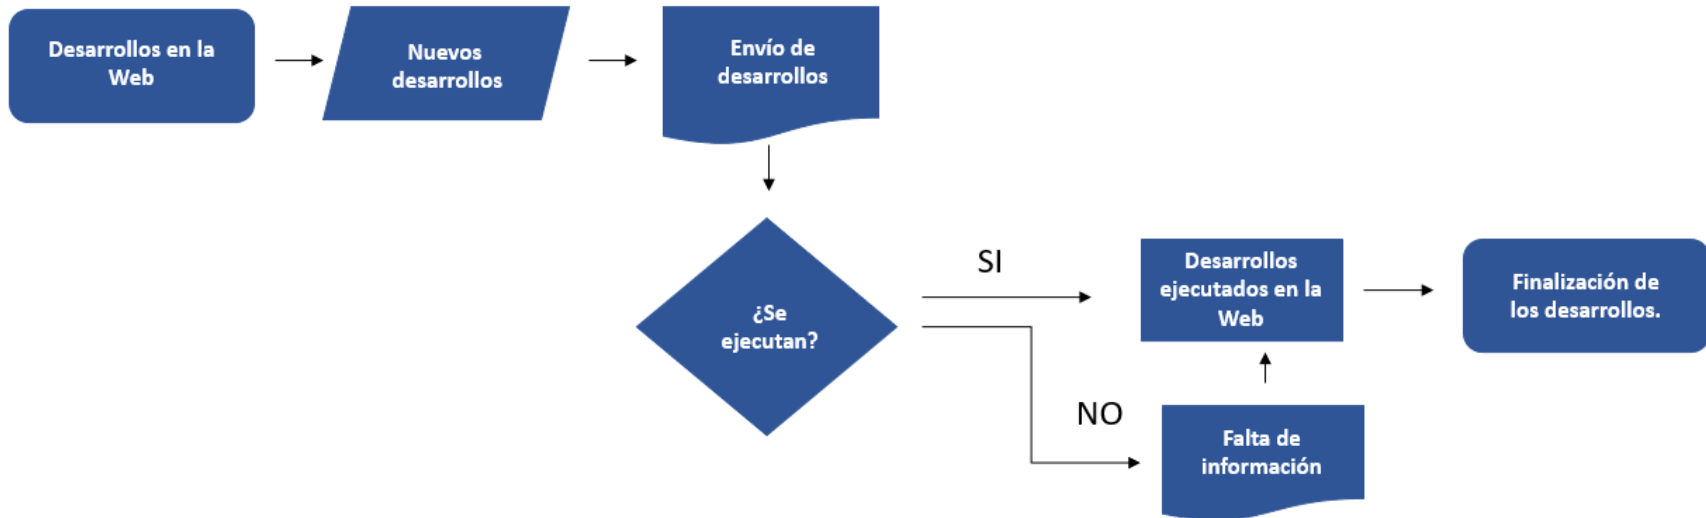 Desarrollos en la
Web
Nuevos
desarrollos
Envío de
desarrollos
¿Se
ejecutan?
SI
Desarrollos
ejecutados en la
Web
Finalización de
los desarrollos.
NO
Falta de
información